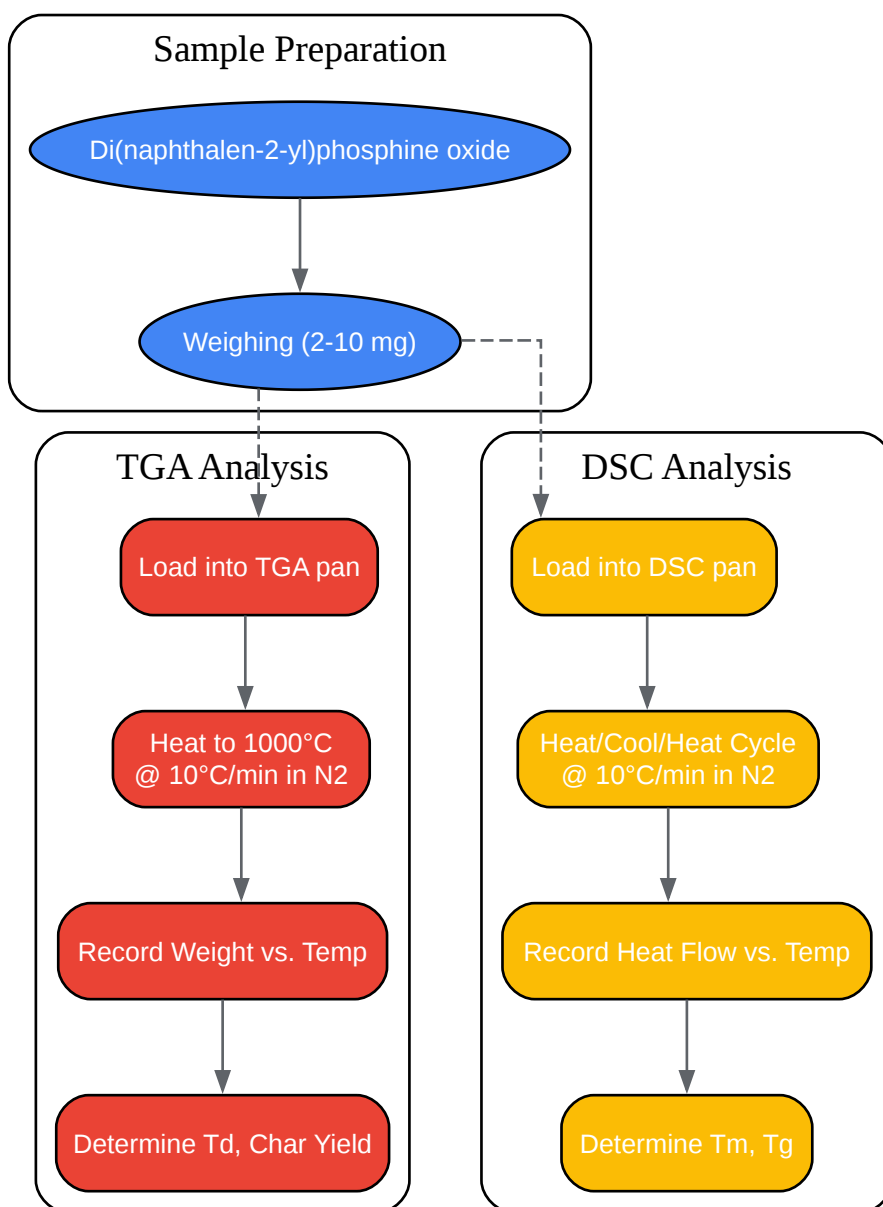 Sample Preparation
Di(naphthalen-2-yl)phosphine oxide
Weighing (2-10 mg)
TGA Analysis
Load into TGA pan
Heat to 1000°C
@ 10°C/min in N2
Record Weight vs. Temp
Determine Td, Char Yield
DSC Analysis
Load into DSC pan
Heat/Cool/Heat Cycle
@ 10°C/min in N2
Record Heat Flow vs. Temp
Determine Tm, Tg